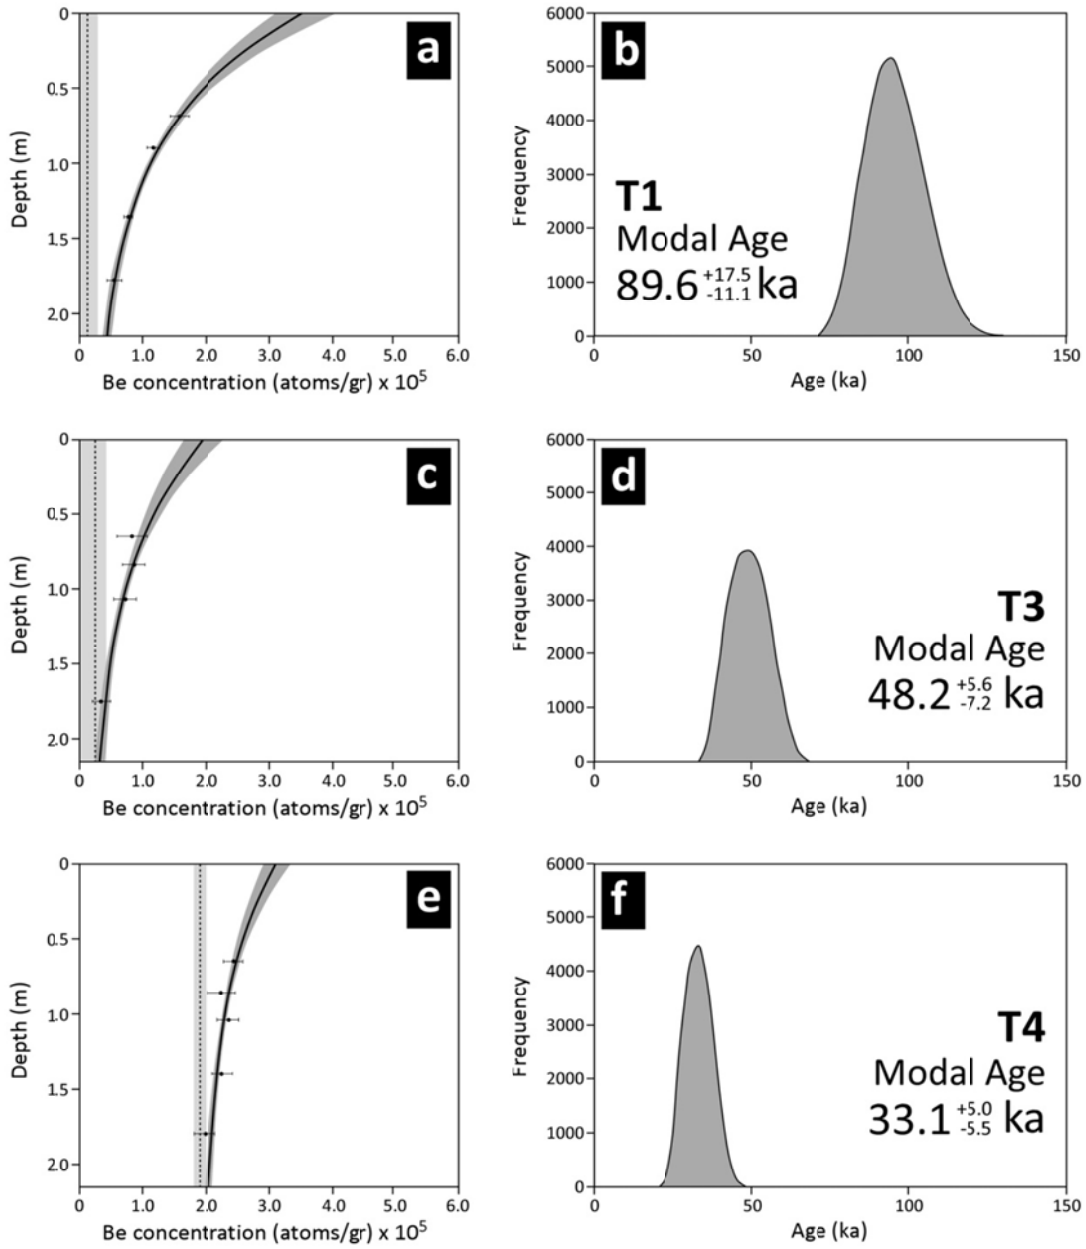 a
0
0.5
1.0
1.5
2.0
Depth (m)
0 1.0 2.0 3.0 4.0 5.0 6.0
Be concentration (atoms/gr) x 10⁵
b
6000
5000
4000
3000
2000
1000
0
Frequency
T1
Modal Age
89.6 +17.5 -11.1 ka
0 50 100 150
Age (ka)
c
0
0.5
1.0
1.5
2.0
Depth (m)
0 1.0 2.0 3.0 4.0 5.0 6.0
Be concentration (atoms/gr) x 10⁵
d
6000
5000
4000
3000
2000
1000
0
Frequency
T3
Modal Age
48.2 +5.6 -7.2 ka
0 50 100 150
Age (ka)
e
0
0.5
1.0
1.5
2.0
Depth (m)
0 1.0 2.0 3.0 4.0 5.0 6.0
Be concentration (atoms/gr) x 10⁵
f
6000
5000
4000
3000
2000
1000
0
Frequency
T4
Modal Age
33.1 +5.0 -5.5 ka
0 50 100 150
Age (ka)